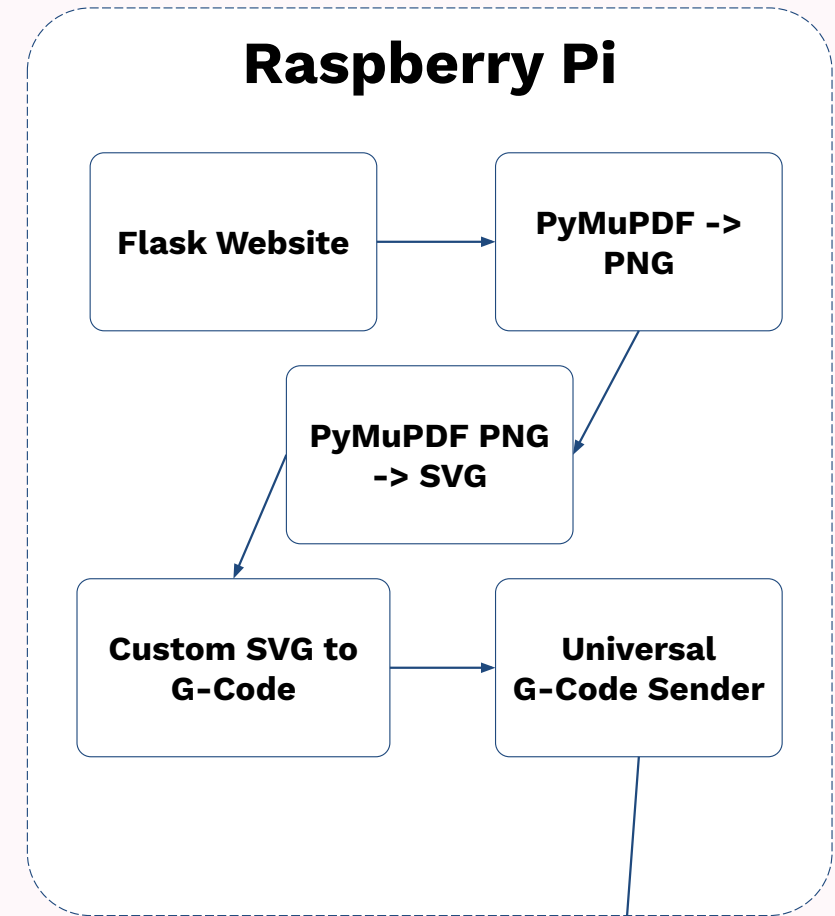 Raspberry Pi
Flask Website
PyMuPDF ->
PNG
PyMuPDF PNG
-> SVG
Custom SVG to
G-Code
Universal
G-Code Sender